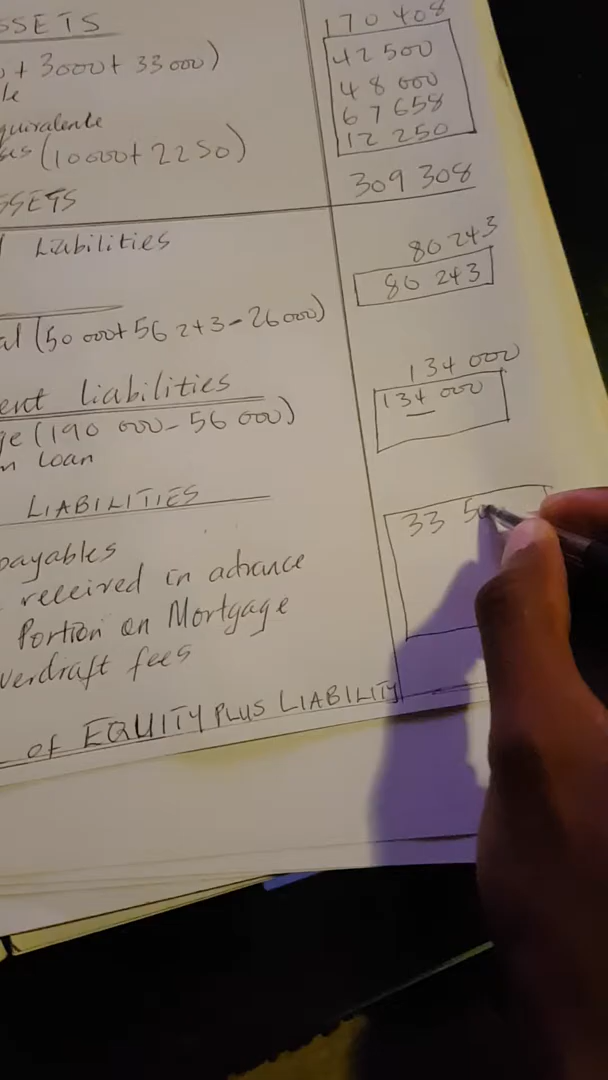 SSETS 170 408
+ 3000 + 33 000) 42 500
le 48 000
quivalente 67 658
(10 000 + 2250) 12 250
SSETS 309 308
Liabilities 80 243
80 243
al (50 000 + 56 243 - 26 000)
134 000
ent liabilities 134 000
ge (190 000 - 56 000)
n Loan
LIABILITIES
payables 33 50
received in advance
Portion on Mortgage
verdraft fees
of EQUITY PLUS LIABILITY